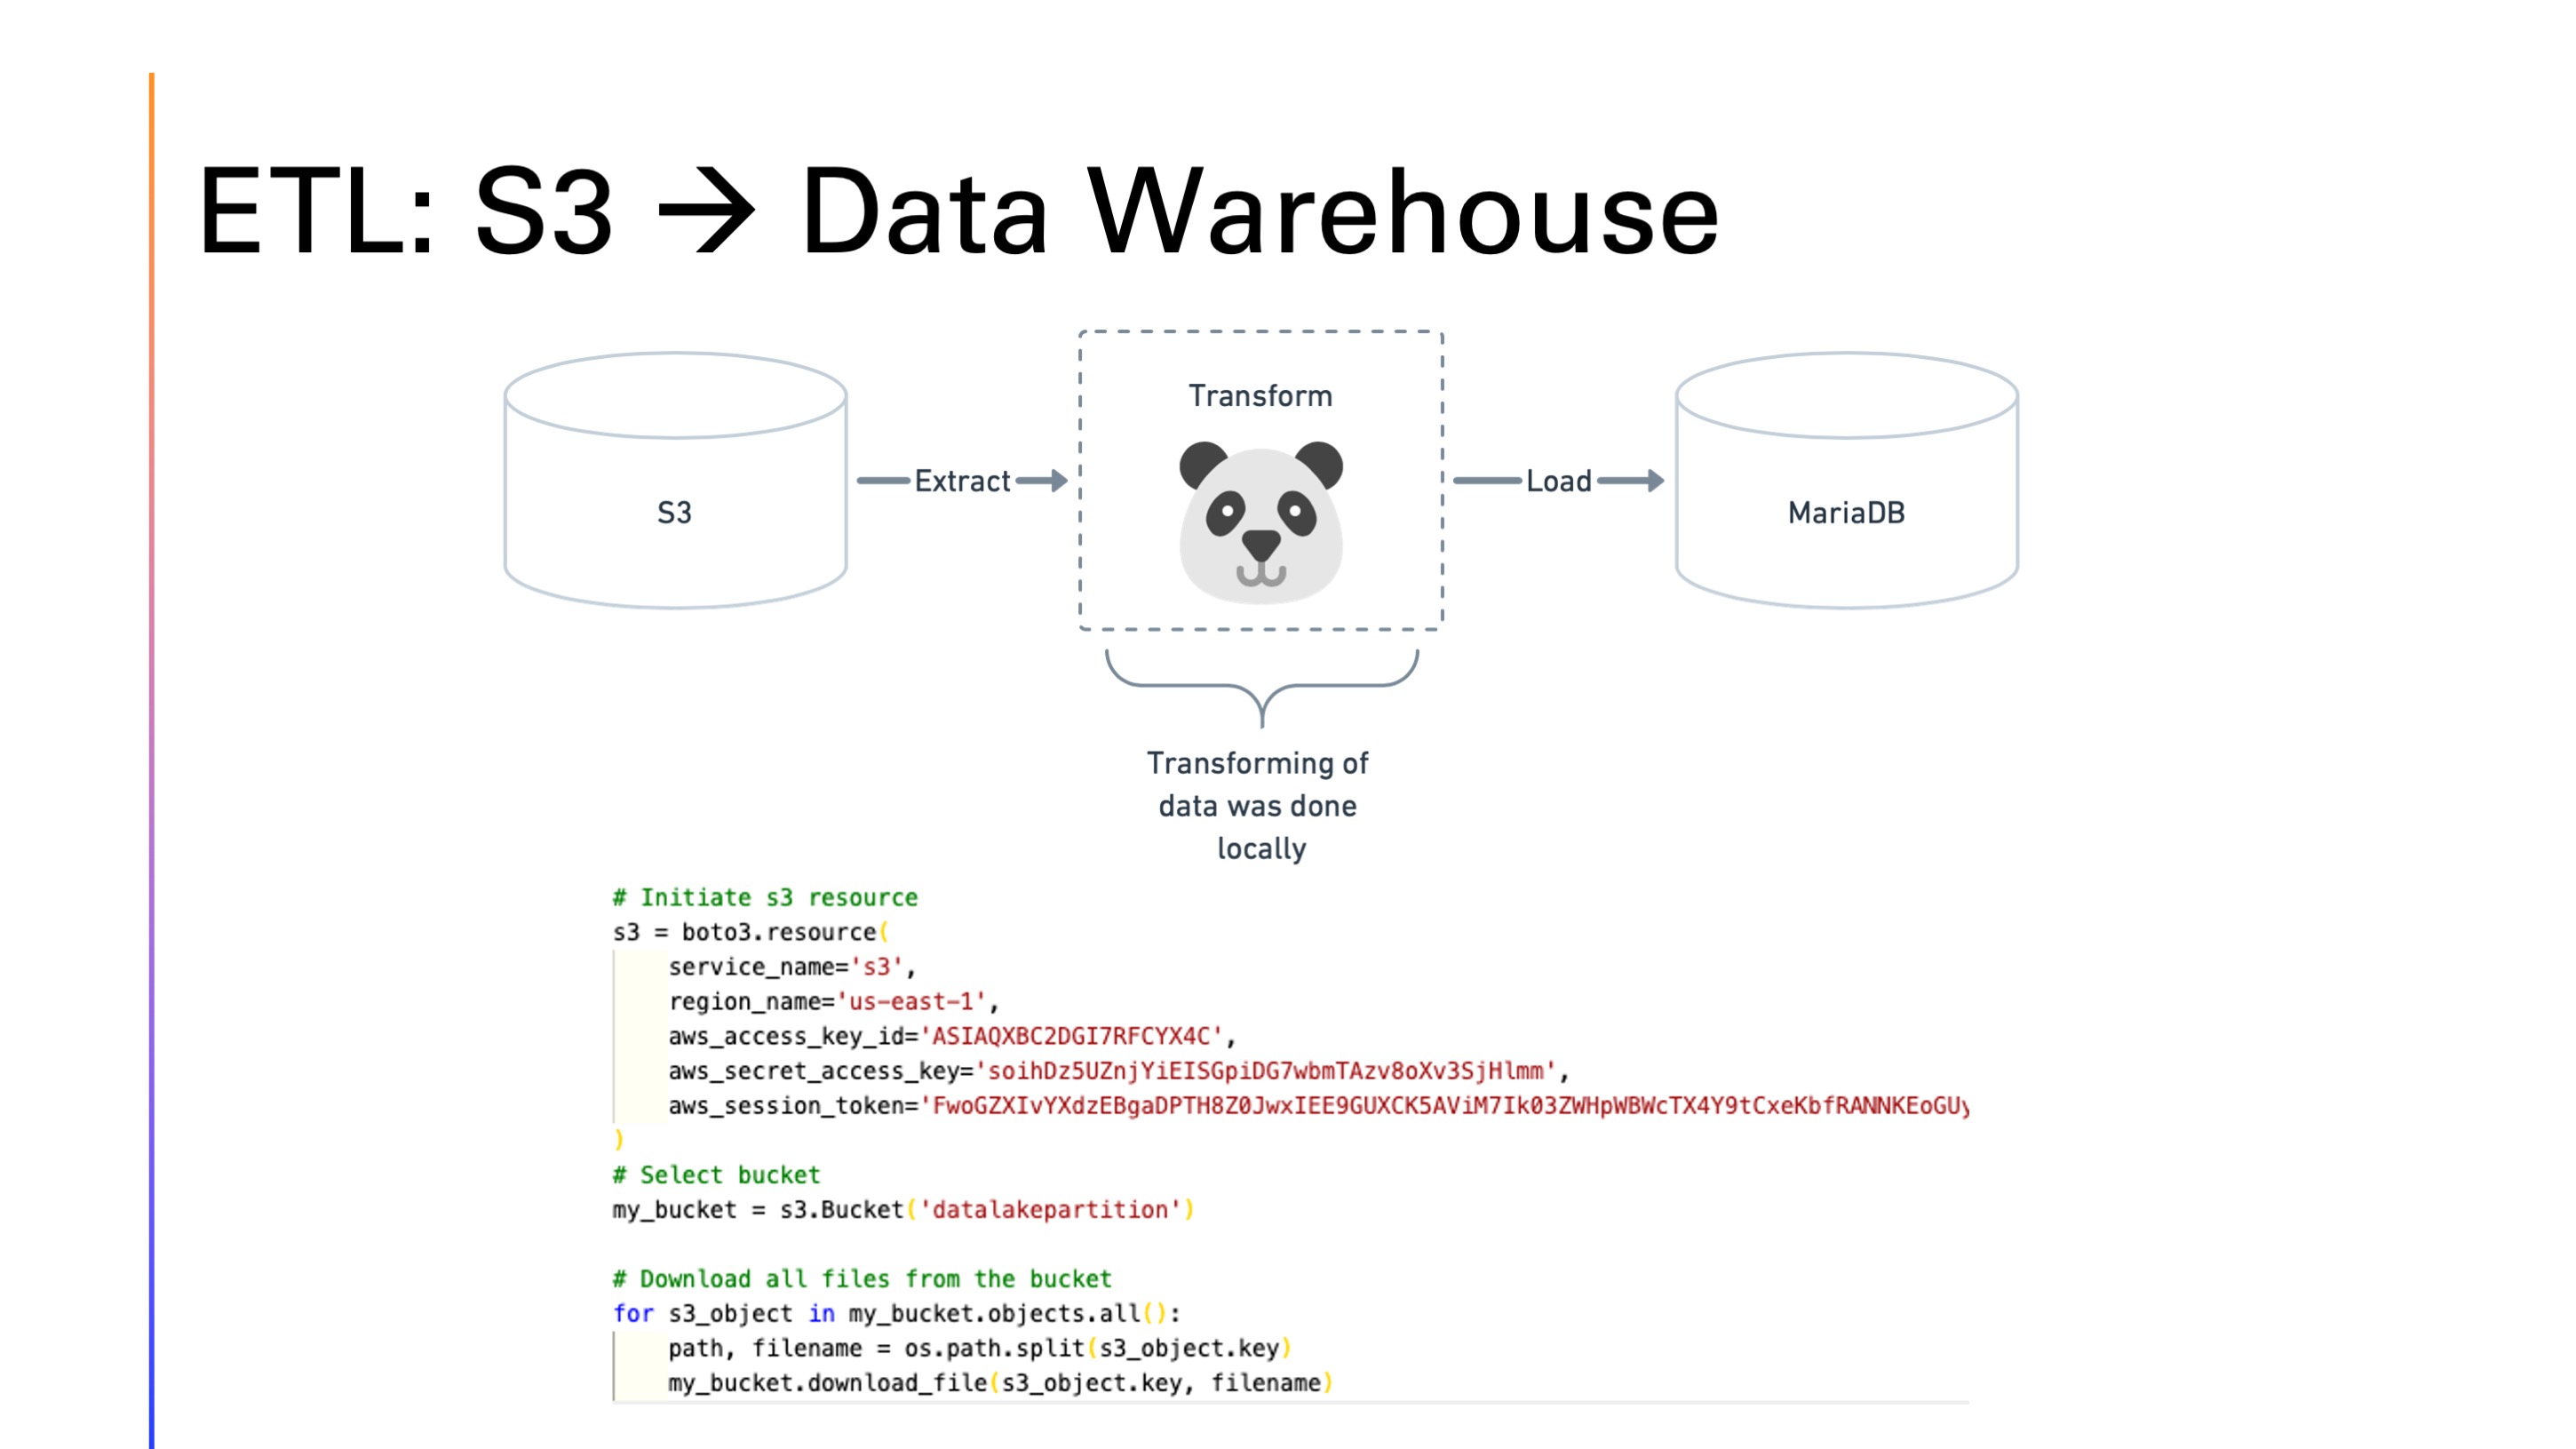 ETL: S3 → Data Warehouse
S3
Extract
Transform
Load
MariaDB
Transforming of
data was done
locally
# Initiate s3 resource
s3 = boto3.resource(
    service_name='s3',
    region_name='us-east-1',
    aws_access_key_id='ASIAQXBC2DGI7RFCYX4C',
    aws_secret_access_key='soihDz5UZnjYiEISGpiDG7wbmTAzv8oXv3SjHlmm',
    aws_session_token='FwoGZXIvYXdzEBgaDPTH8Z0JwxIEE9GUXCK5AViM7Ik03ZWHpWBWcTX4Y9tCxeKbfRANNKEoGUy
)
# Select bucket
my_bucket = s3.Bucket('datalakepartition')
# Download all files from the bucket
for s3_object in my_bucket.objects.all():
    path, filename = os.path.split(s3_object.key)
    my_bucket.download_file(s3_object.key, filename)